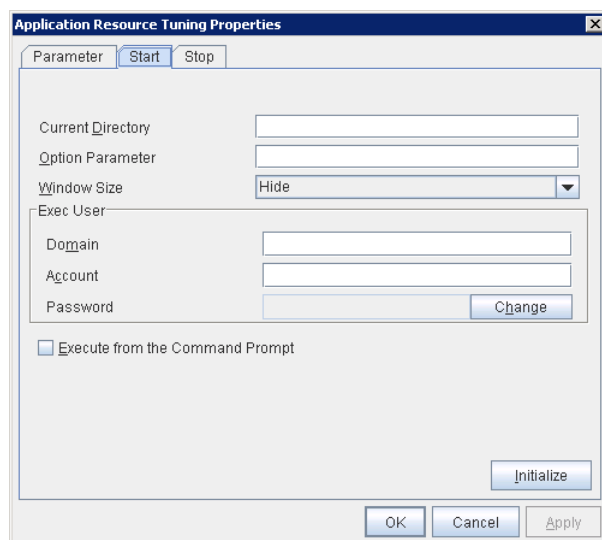 Application Resource Tuning Properties
Parameter Start Stop
Current Directory
Option Parameter
Window Size Hide
Exec User
Domain
Account
Password Change
Execute from the Command Prompt
Initialize
OK Cancel Apply